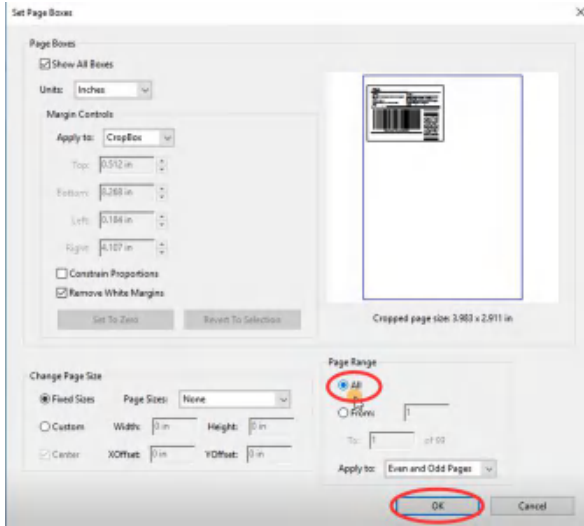 Set Page Boxes
Page Boxes
Show All Boxes
Units: Inches
Margin Controls
Apply to: CropBox
Top: 0.512 in
Bottom: 8.268 in
Left: 0.184 in
Right: 4.107 in
Constrain Proportions
Remove White Margins
Set To Zero Revert To Selection
Cropped page size: 3.983 x 2.911 in
Change Page Size
Fixed Sizes Page Sizes: None
Custom Width: 0 in Height: 0 in
Center XOffset: 0 in YOffset: 0 in
Page Range
All
From: 1
To: 1 of
Apply to: Even and Odd Pages
OK Cancel